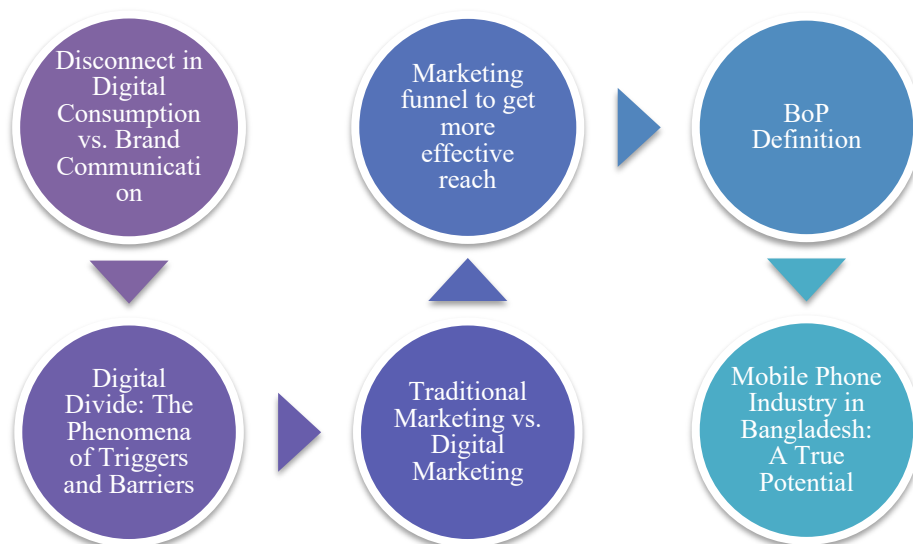 Disconnect in
Digital
Consumption
vs. Brand
Communicati
on
Digital
Divide: The
Phenomena
of Triggers
and Barriers
Traditional
Marketing vs.
Digital
Marketing
Marketing
funnel to get
more
effective
reach
BoP
Definition
Mobile Phone
Industry in
Bangladesh:
A True
Potential